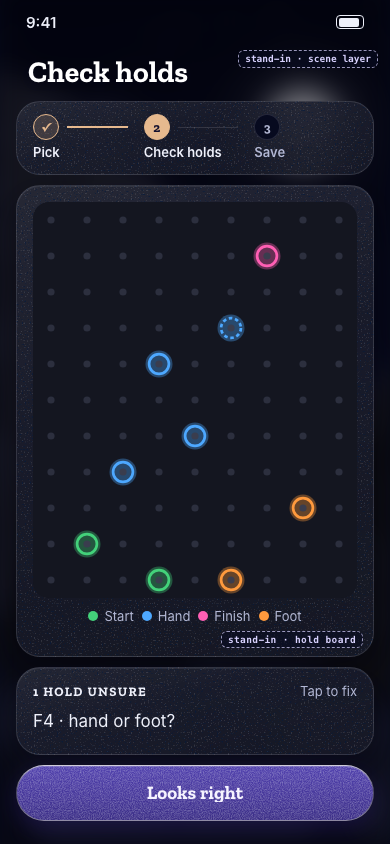 9:41
stand-in · scene layer
Check holds
✓ 2 3
Pick Check holds Save
Start Hand Finish Foot
stand-in · hold board
1 HOLD UNSURE Tap to fix
F4 · hand or foot?
Looks right